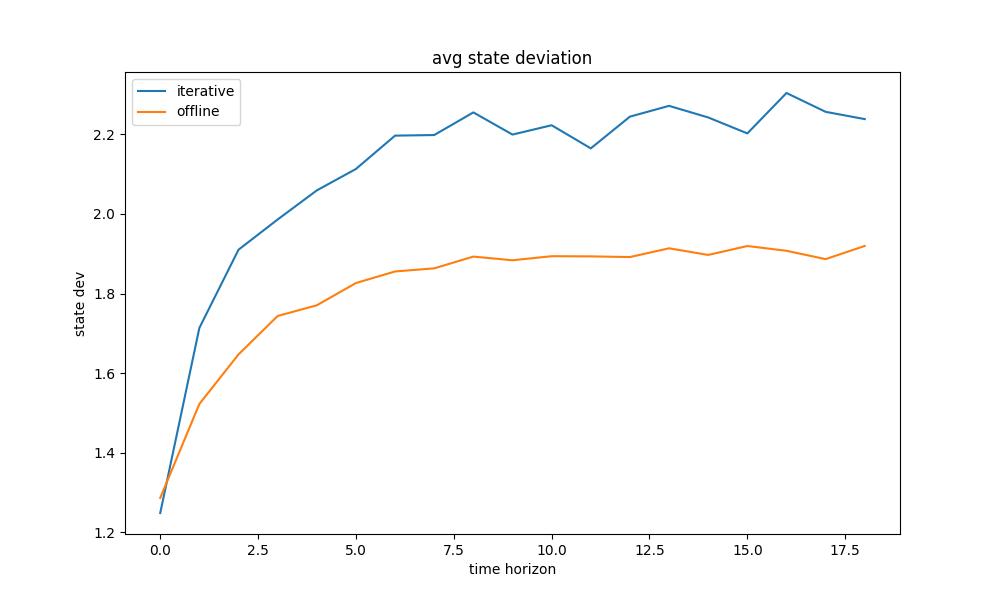 avg state deviation
iterative
offline
state dev
2.2
2.0
1.8
1.6
1.4
1.2
0.0 2.5 5.0 7.5 10.0 12.5 15.0 17.5
time horizon